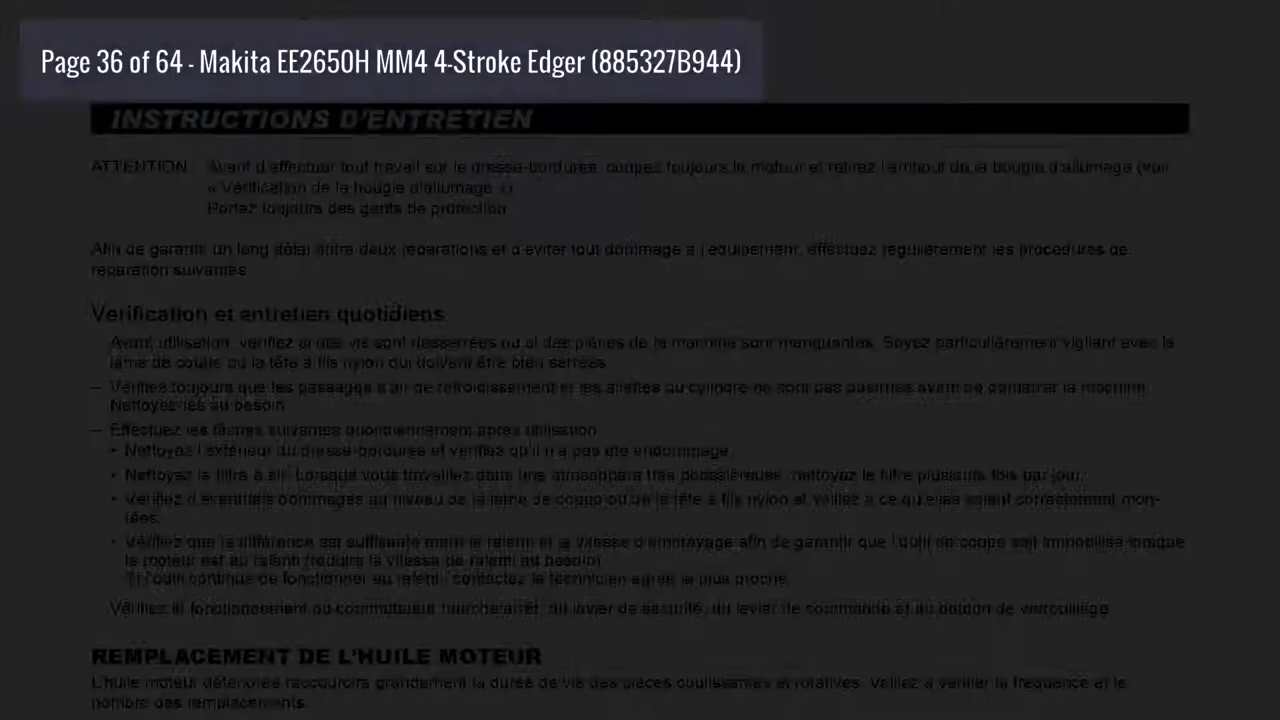 Page 36 of 64 - Makita EE2650H MM4 4-Stroke Edger (885327B944)
INSTRUCTIONS D'ENTRETIEN
ATTENTION Avant d'effectuer tout travail sur le dresse-bordures, coupez toujours le moteur et retirez l'embout de la bougie d'allumage (voir
« Vérification de la bougie d'allumage »)
Portez toujours des gants de protection
Afin de garantir un long délai entre deux réparations et d'éviter tout dommage à l'équipement, effectuez régulièrement les procédures de
réparation suivantes
Vérification et entretien quotidiens
Avant utilisation, vérifiez si des vis sont desserrées ou si des pièces de la machine sont manquantes. Soyez particulièrement vigilant avec la
lame de coupe ou la tête à fils nylon qui doivent être bien serrées
– Vérifiez toujours que les passages d'air de refroidissement et les ailettes du cylindre ne sont pas obstrués avant de démarrer la machine.
Nettoyez-les au besoin
– Effectuez les tâches suivantes quotidiennement après utilisation
• Nettoyez l'extérieur du dresse-bordures et vérifiez qu'il n'a pas été endommagé.
• Nettoyez le filtre à air. Lorsque vous travaillez dans une atmosphère très poussiéreuse, nettoyez le filtre plusieurs fois par jour.
• Vérifiez d'éventuels dommages au niveau de la lame de coupe ou de la tête à fils nylon et veillez à ce qu'elles soient correctement mon-
tées.
• Vérifiez que la différence est suffisante entre le ralenti et la vitesse d'embrayage afin de garantir que l'outil de coupe soit immobilisé lorsque
le moteur est au ralenti (réduire la vitesse de ralenti au besoin)
Si l'outil continue de fonctionner au ralenti, contactez le technicien agréé le plus proche.
Vérifiez le fonctionnement du commutateur marche/arrêt, du levier de sécurité, du levier de commande et du bouton de verrouillage
REMPLACEMENT DE L'HUILE MOTEUR
L'huile moteur détériorée raccourcira grandement la durée de vie des pièces coulissantes et rotatives. Veillez à vérifier la fréquence et le
nombre des remplacements.